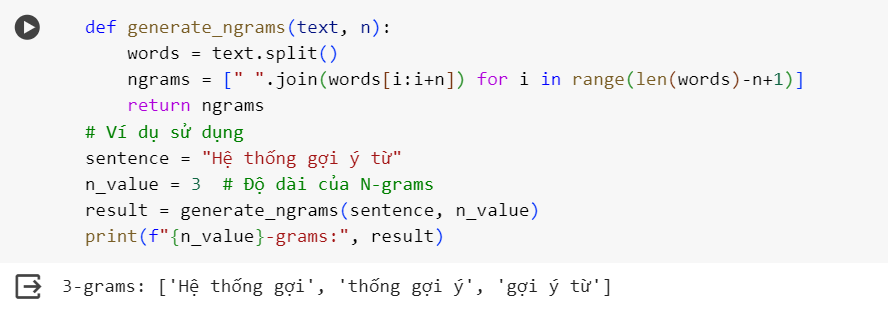 def generate_ngrams(text, n):
    words = text.split()
    ngrams = [" ".join(words[i:i+n]) for i in range(len(words)-n+1)]
    return ngrams
# Ví dụ sử dụng
sentence = "Hệ thống gợi ý từ"
n_value = 3  # Độ dài của N-grams
result = generate_ngrams(sentence, n_value)
print(f"{n_value}-grams:", result)
3-grams: ['Hệ thống gợi', 'thống gợi ý', 'gợi ý từ']